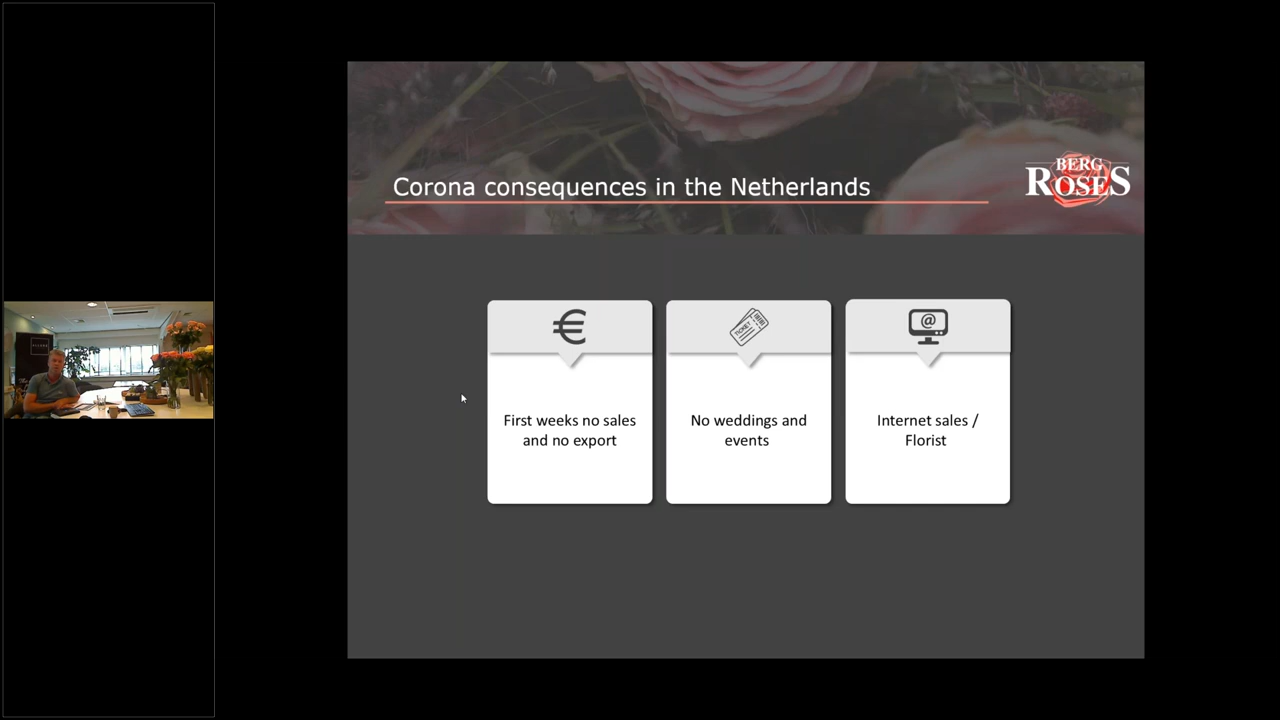 Corona consequences in the Netherlands
BERG
ROSES
€
TICKET
@
First weeks no sales
and no export
No weddings and
events
Internet sales /
Florist